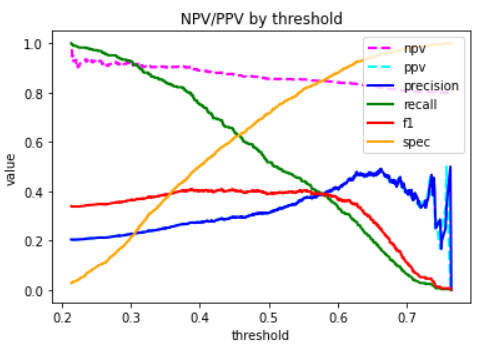 NPV/PPV by threshold
1.0
0.8
0.6
0.4
0.2
0.0
value
npv
ppv
precision
recall
f1
spec
0.2 0.3 0.4 0.5 0.6 0.7
threshold